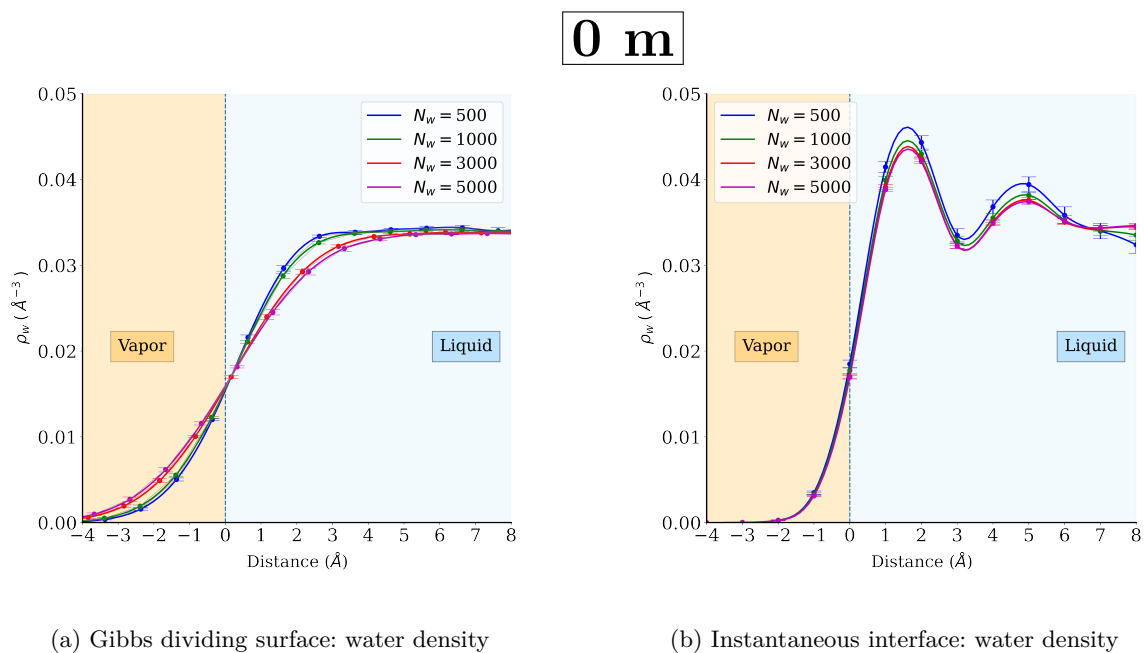 0 m
0.05
0.04
0.03
0.02
0.01
0.00
ρw ( Å⁻³ )
Nw = 500
Nw = 1000
Nw = 3000
Nw = 5000
Vapor
Liquid
−4 −3 −2 −1 0 1 2 3 4 5 6 7 8
Distance (Å)
(a) Gibbs dividing surface: water density
0.05
0.04
0.03
0.02
0.01
0.00
ρw ( Å⁻³ )
Nw = 500
Nw = 1000
Nw = 3000
Nw = 5000
Vapor
Liquid
−4 −3 −2 −1 0 1 2 3 4 5 6 7 8
Distance (Å)
(b) Instantaneous interface: water density